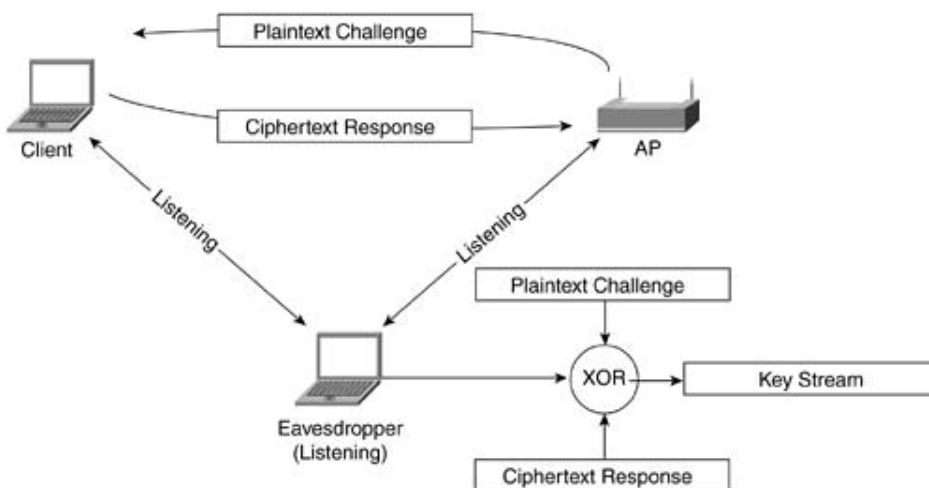 Plaintext Challenge
Ciphertext Response
Client
AP
Listening
Listening
Plaintext Challenge
XOR
Key Stream
Eavesdropper
(Listening)
Ciphertext Response